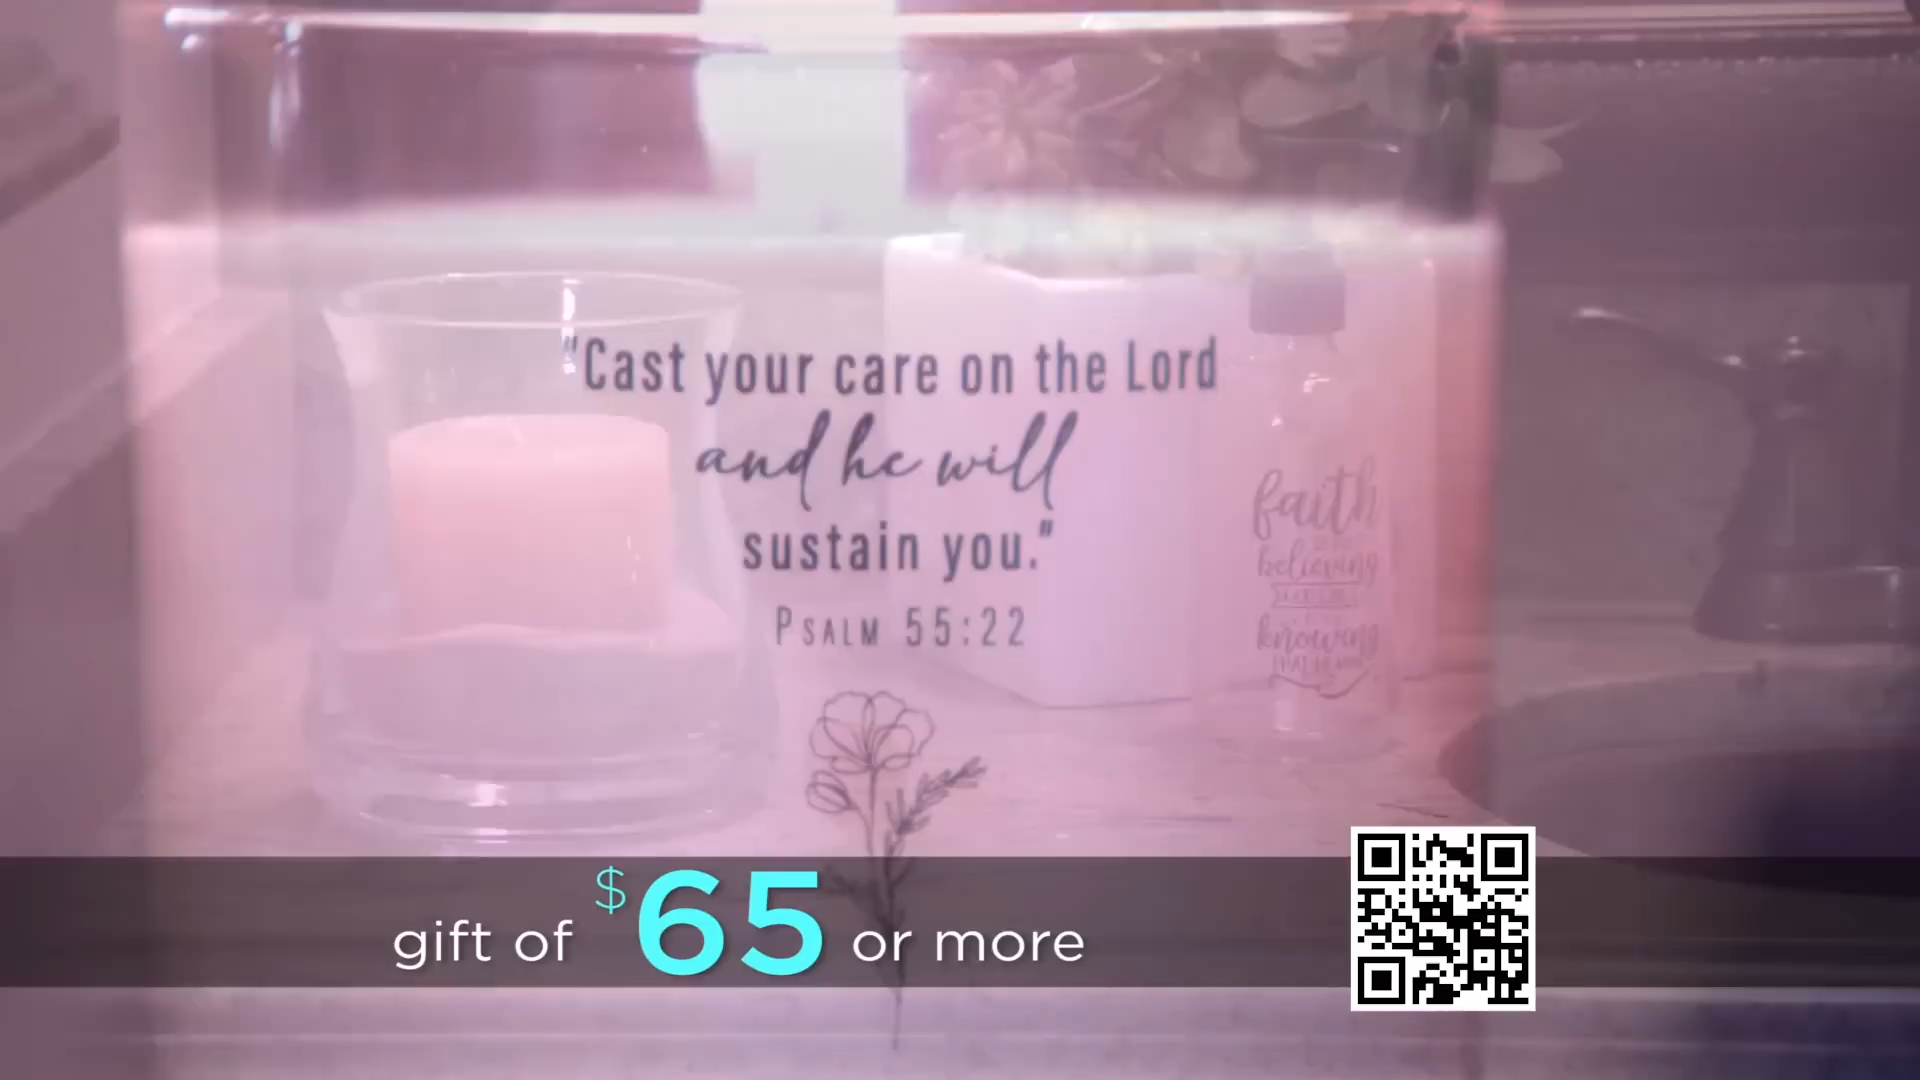 "Cast your care on the Lord
and he will
sustain you."
PSALM 55:22
faith
believing
knowing
gift of $65 or more